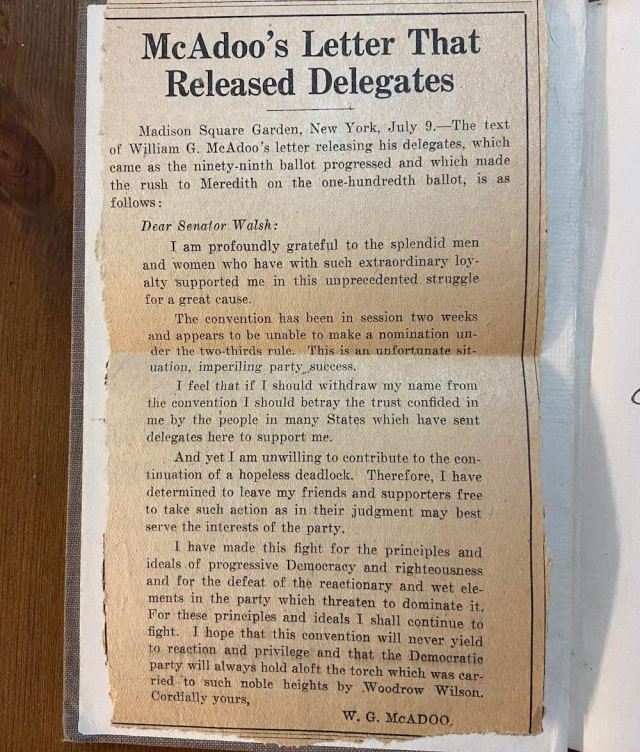 McAdoo's Letter That
Released Delegates
Madison Square Garden, New York, July 9.—The text
of William G. McAdoo's letter releasing his delegates, which
came as the ninety-ninth ballot progressed and which made
the rush to Meredith on the one-hundredth ballot, is as
follows:
Dear Senator Walsh:
I am profoundly grateful to the splendid men
and women who have with such extraordinary loy-
alty supported me in this unprecedented struggle
for a great cause.
The convention has been in session two weeks
and appears to be unable to make a nomination un-
der the two-thirds rule. This is an unfortunate sit-
uation, imperiling party success.
I feel that if I should withdraw my name from
the convention I should betray the trust confided in
me by the people in many States which have sent
delegates here to support me.
And yet I am unwilling to contribute to the con-
tinuation of a hopeless deadlock. Therefore, I have
determined to leave my friends and supporters free
to take such action as in their judgment may best
serve the interests of the party.
I have made this fight for the principles and
ideals of progressive Democracy and righteousness
and for the defeat of the reactionary and wet ele-
ments in the party which threaten to dominate it.
For these principles and ideals I shall continue to
fight. I hope that this convention will never yield
to reaction and privilege and that the Democratic
party will always hold aloft the torch which was car-
ried to such noble heights by Woodrow Wilson.
Cordially yours,
W. G. McADOO.